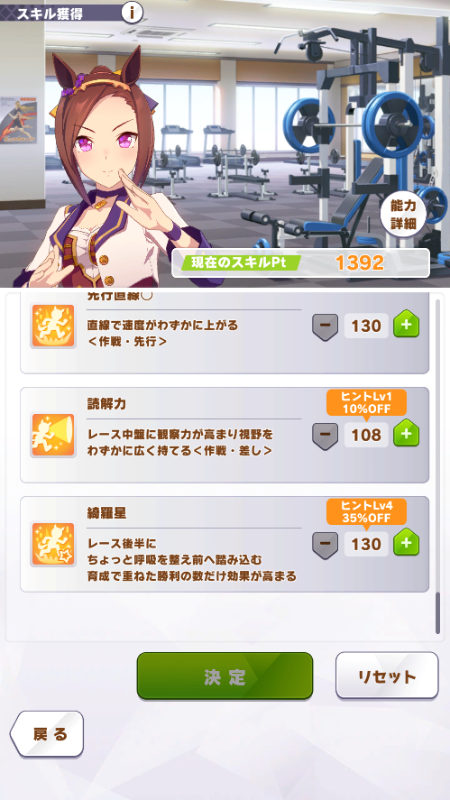 スキル獲得
i
能力
詳細
現在のスキルPt 1392
先行直線○
直線で速度がわずかに上がる
＜作戦・先行＞
130
読解力
ヒントLv1
10%OFF
レース中盤に観察力が高まり視野を
わずかに広く持てる＜作戦・差し＞
108
綺羅星
ヒントLv4
35%OFF
レース後半に
ちょっと呼吸を整え前へ踏み込む
育成で重ねた勝利の数だけ効果が高まる
130
決定
リセット
戻る